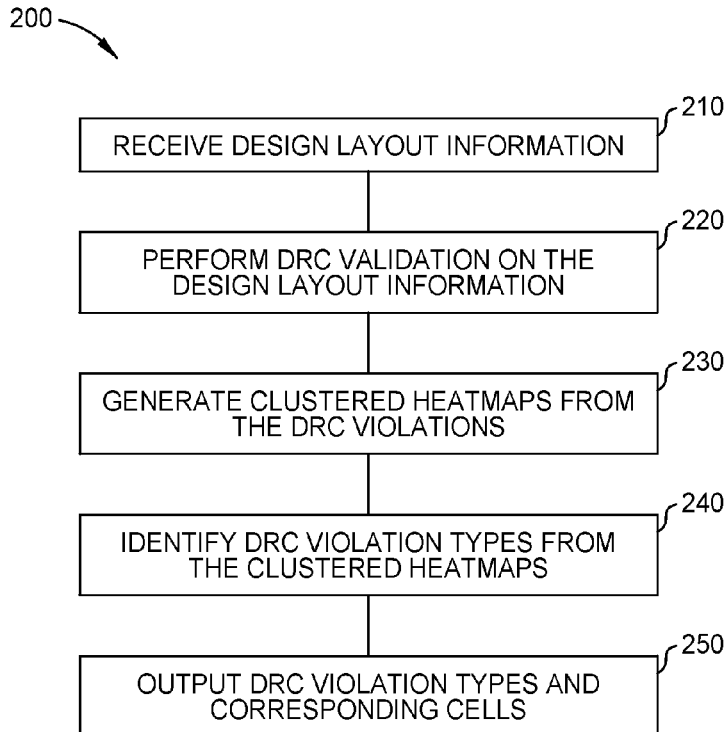 200
210
RECEIVE DESIGN LAYOUT INFORMATION
220
PERFORM DRC VALIDATION ON THE
DESIGN LAYOUT INFORMATION
230
GENERATE CLUSTERED HEATMAPS FROM
THE DRC VIOLATIONS
240
IDENTIFY DRC VIOLATION TYPES FROM
THE CLUSTERED HEATMAPS
250
OUTPUT DRC VIOLATION TYPES AND
CORRESPONDING CELLS